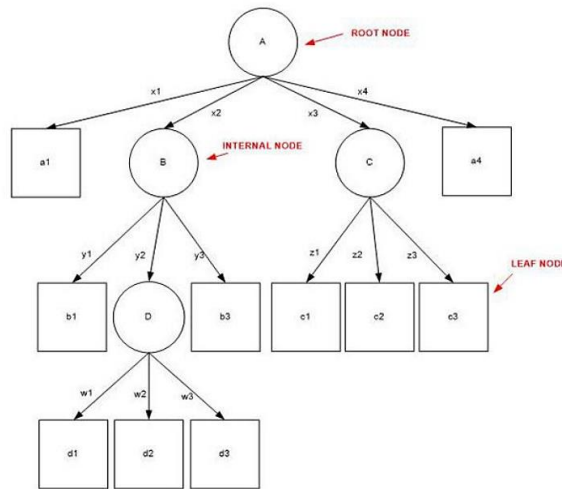 A
ROOT NODE
x1
x2
x3
x4
a1
B
INTERNAL NODE
C
a4
y1
y2
y3
z1
z2
z3
LEAF NODE
b1
D
b3
c1
c2
c3
w1
w2
w3
d1
d2
d3